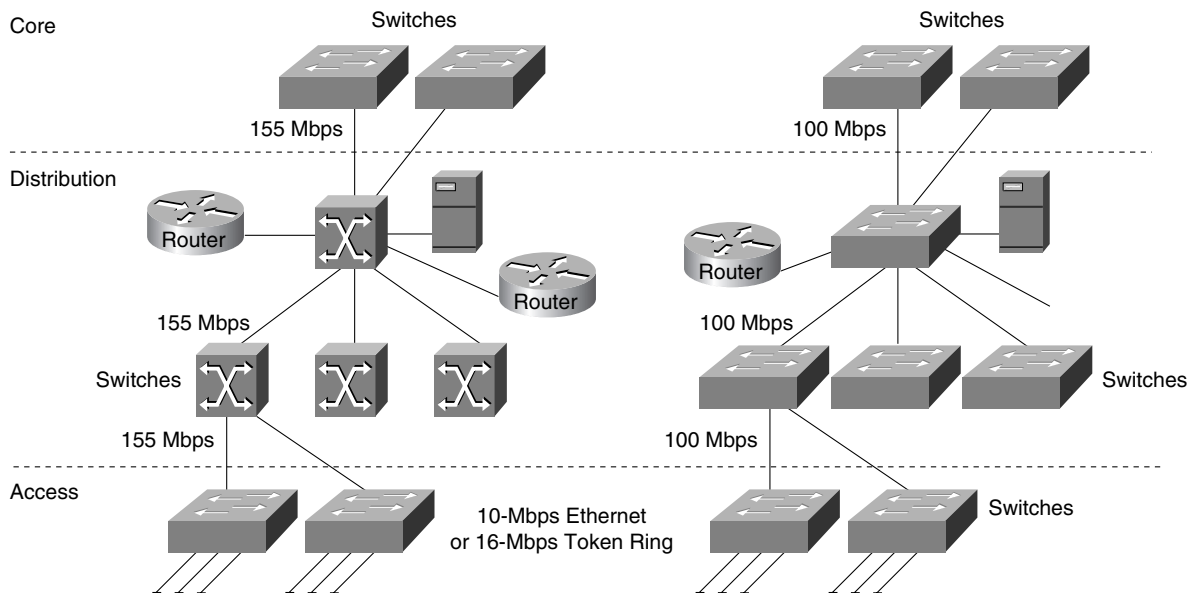 Core
Switches
Switches
155 Mbps
100 Mbps
Distribution
Router
Router
Router
155 Mbps
100 Mbps
Switches
Switches
155 Mbps
100 Mbps
Access
10-Mbps Ethernet
or 16-Mbps Token Ring
Switches